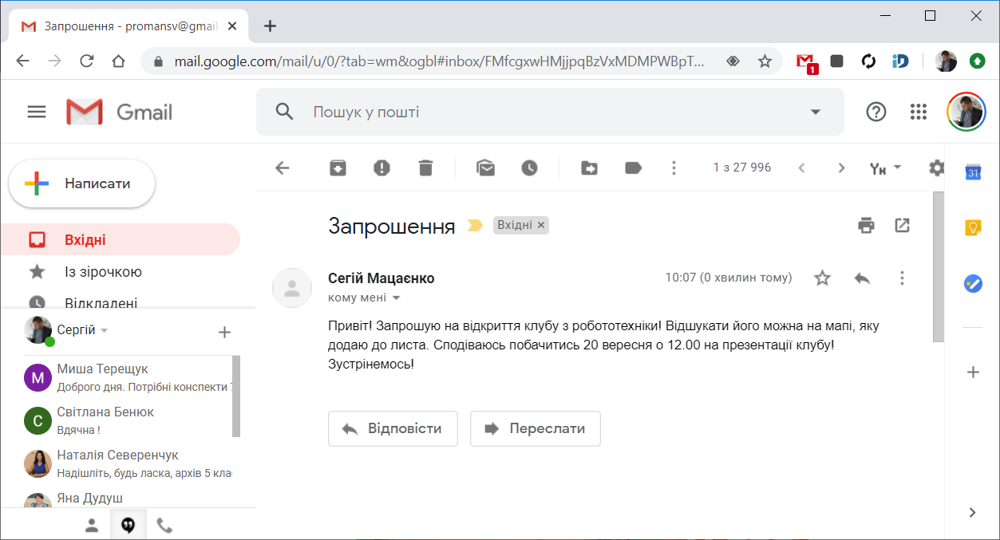 Запрошення - promansv@gmail
mail.google.com/mail/u/0/?tab=wm&ogbl#inbox/FMfcgxwHMjjpqBzVxMDMPWBpT...
1
Gmail
Пошук у пошті
Написати
1 з 27 996
Ун
31
Вхідні
Із зірочкою
Відкладені
Запрошення
Вхідні
Сегій Мацаєнко
10:07 (0 хвилин тому)
кому мені
Привіт! Запрошую на відкриття клубу з робототехніки! Відшукати його можна на мапі, яку
додаю до листа. Сподіваюсь побачитись 20 вересня о 12.00 на презентації клубу!
Зустрінемось!
Відповісти
Переслати
Сергій
М
Миша Терещук
Доброго дня. Потрібні конспекти
С
Світлана Бенюк
Вдячна !
Наталія Северенчук
Надішліть, будь ласка, архів 5 кла
Яна Дудуш